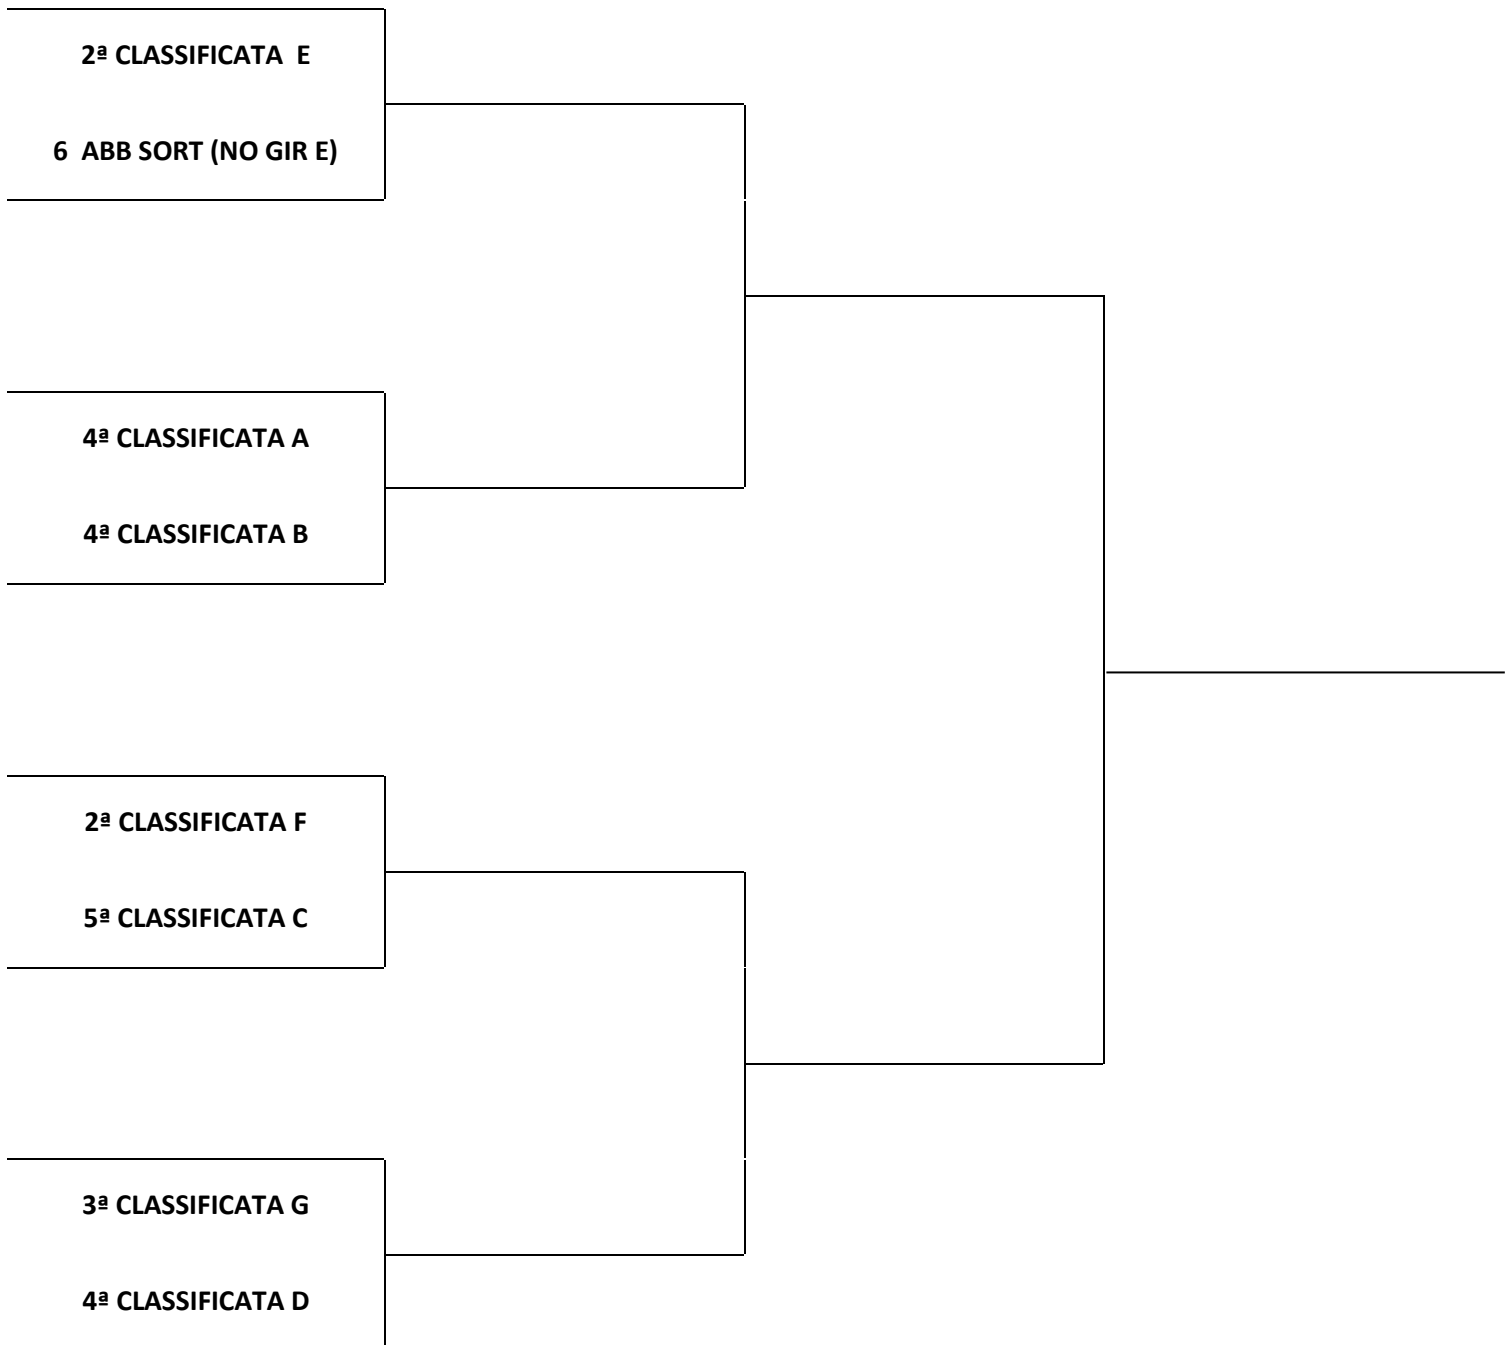 2ª CLASSIFICATA E
6 ABB SORT (NO GIR E)
4ª CLASSIFICATA A
4ª CLASSIFICATA B
2ª CLASSIFICATA F
5ª CLASSIFICATA C
3ª CLASSIFICATA G
4ª CLASSIFICATA D